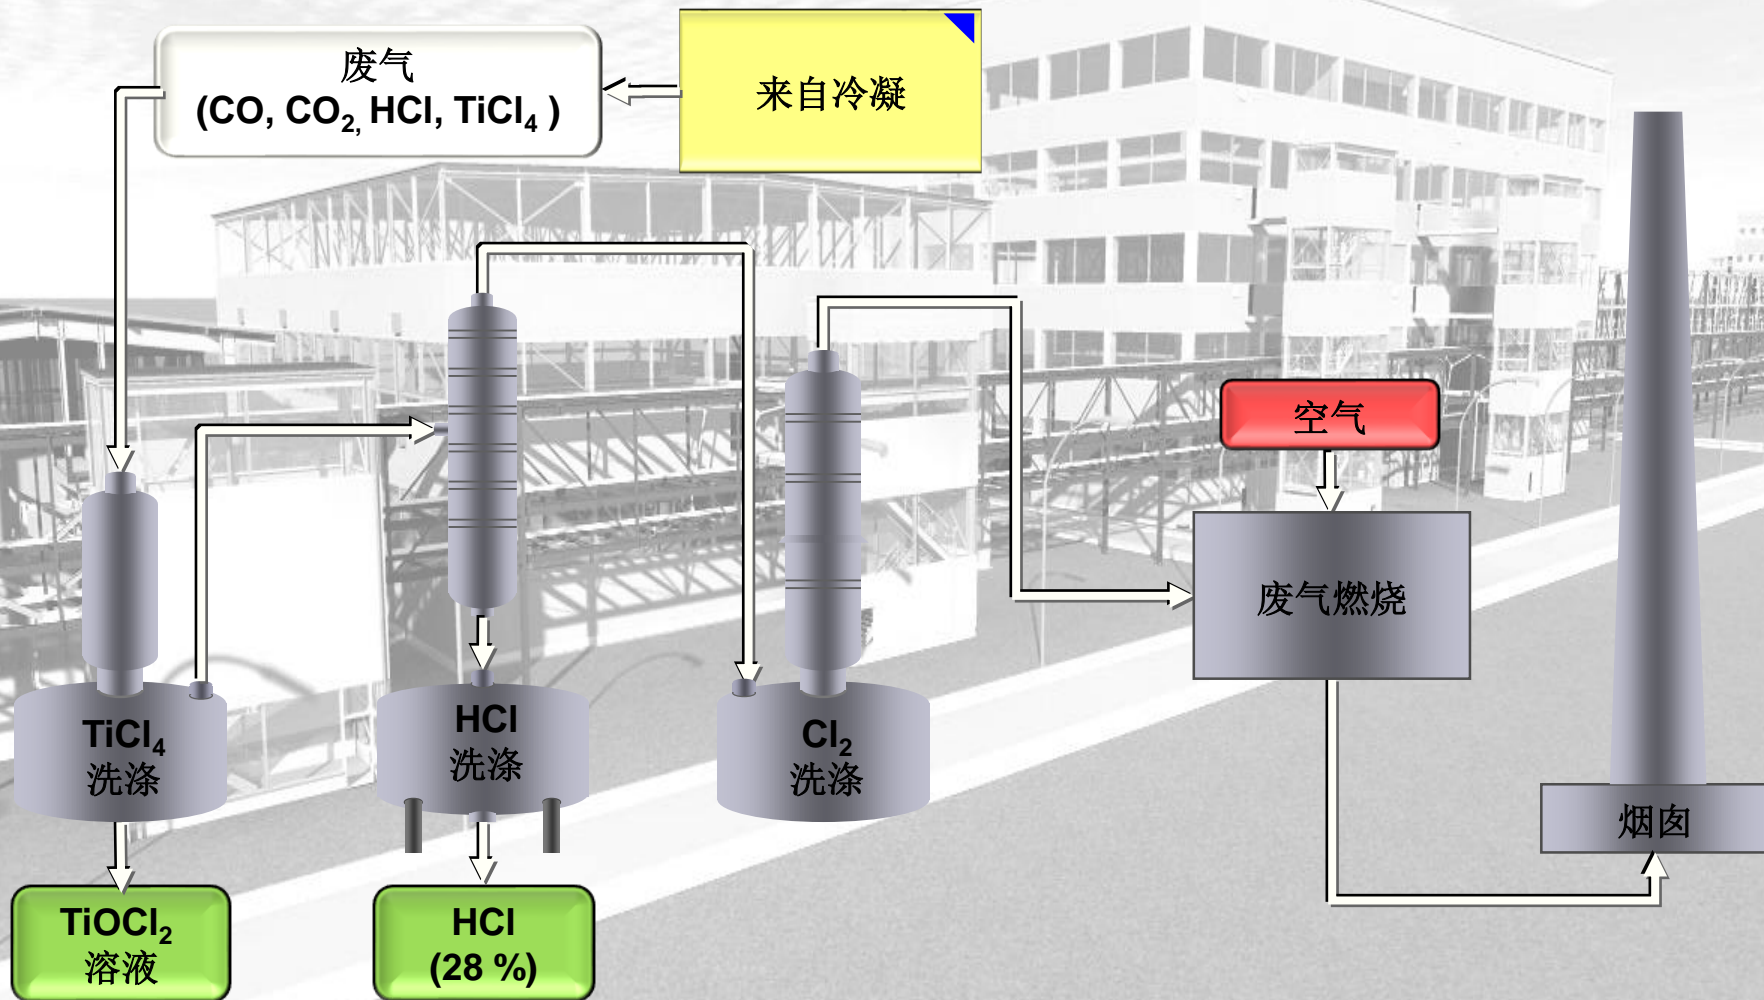 废气
(CO, CO₂, HCl, TiCl₄ )
来自冷凝
空气
废气燃烧
TiCl₄
洗涤
HCl
洗涤
Cl₂
洗涤
烟囱
TiOCl₂
溶液
HCl
(28 %)